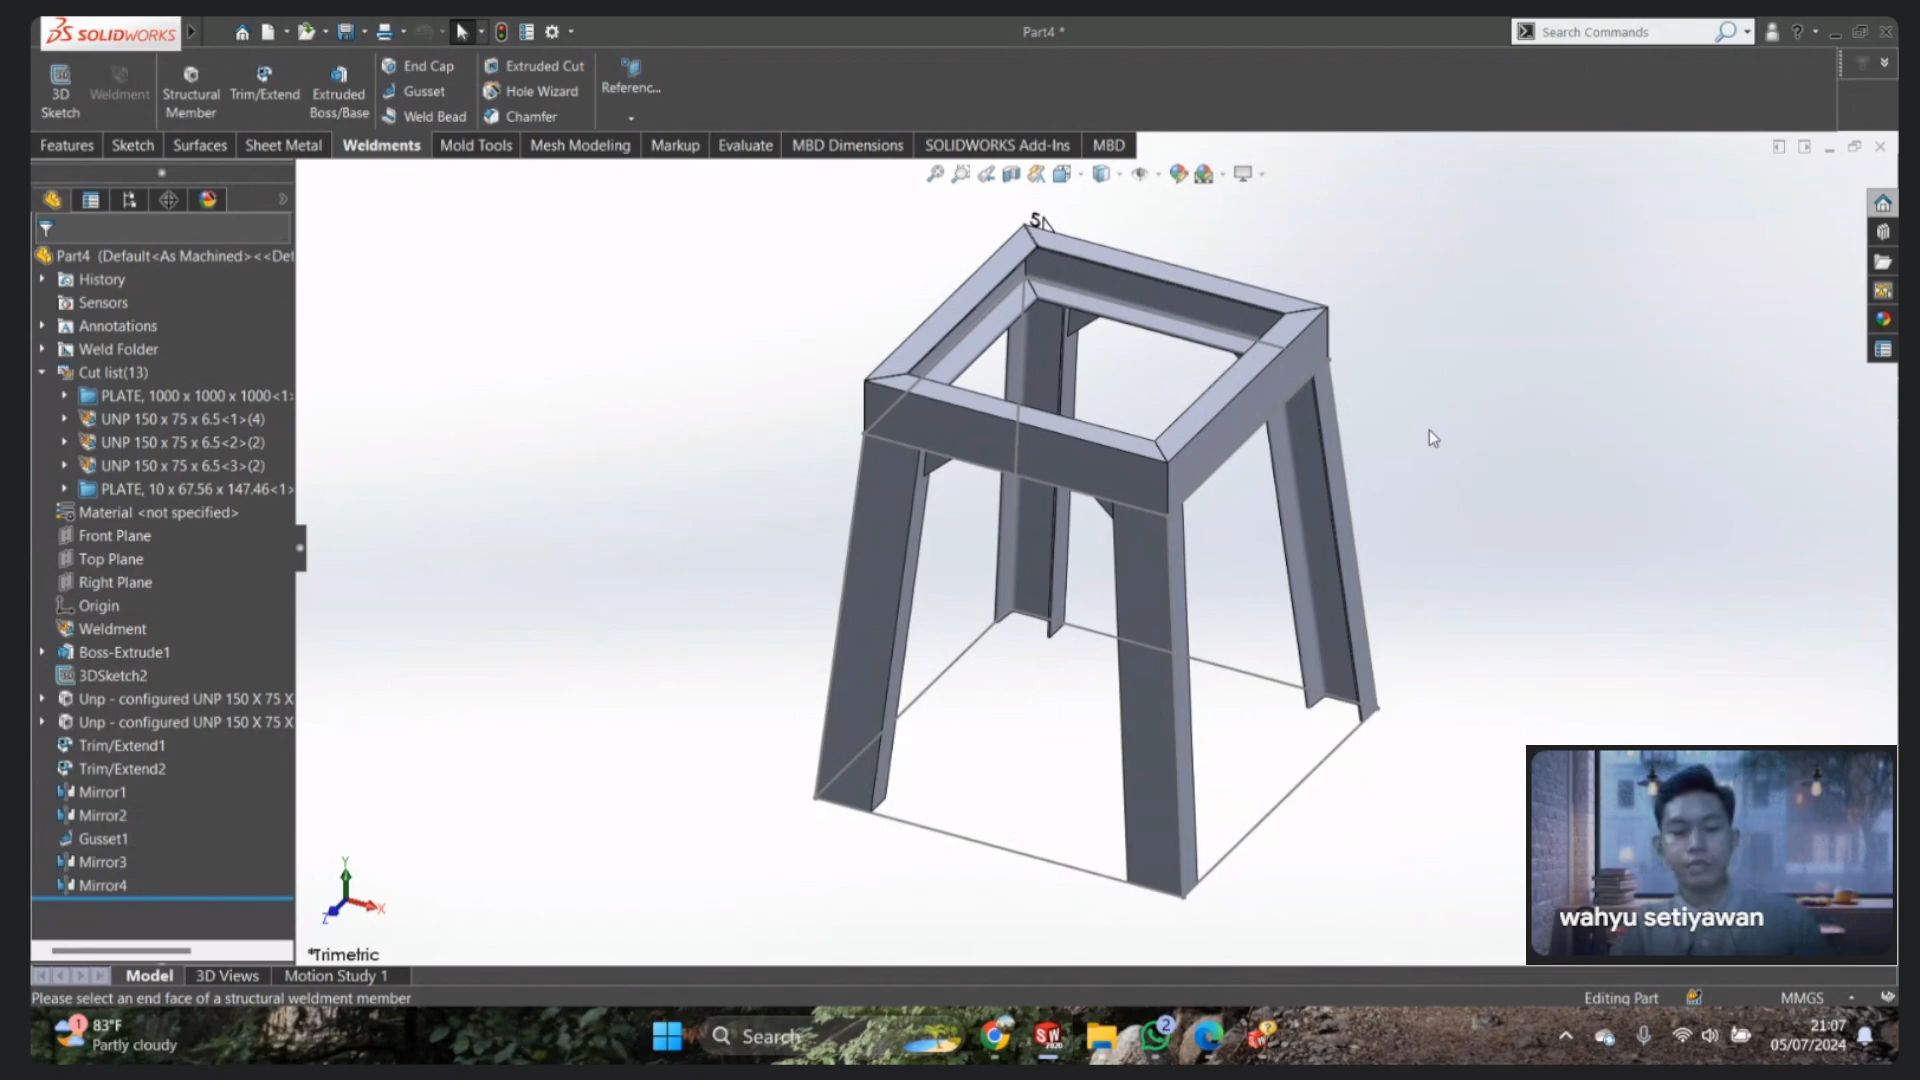 SOLIDWORKS
Part4 *
Search Commands
3D Sketch
Weldment
Structural Member
Trim/Extend
Extruded Boss/Base
End Cap
Gusset
Weld Bead
Extruded Cut
Hole Wizard
Chamfer
Referenc...
Features
Sketch
Surfaces
Sheet Metal
Weldments
Mold Tools
Mesh Modeling
Markup
Evaluate
MBD Dimensions
SOLIDWORKS Add-Ins
MBD
Part4 (Default<As Machined><<Def
History
Sensors
Annotations
Weld Folder
Cut list(13)
PLATE, 1000 x 1000 x 1000<1>
UNP 150 x 75 x 6.5<1>(4)
UNP 150 x 75 x 6.5<2>(2)
UNP 150 x 75 x 6.5<3>(2)
PLATE, 10 x 67.56 x 147.46<1>
Material <not specified>
Front Plane
Top Plane
Right Plane
Origin
Weldment
Boss-Extrude1
3DSketch2
Unp - configured UNP 150 X 75 X
Unp - configured UNP 150 X 75 X
Trim/Extend1
Trim/Extend2
Mirror1
Mirror2
Gusset1
Mirror3
Mirror4
5
Y
X
Z
*Trimetric
wahyu setiyawan
Model
3D Views
Motion Study 1
Please select an end face of a structural weldment member
Editing Part
MMGS
1
83°F
Partly cloudy
Search
SW
2020
2
21:07
05/07/2024